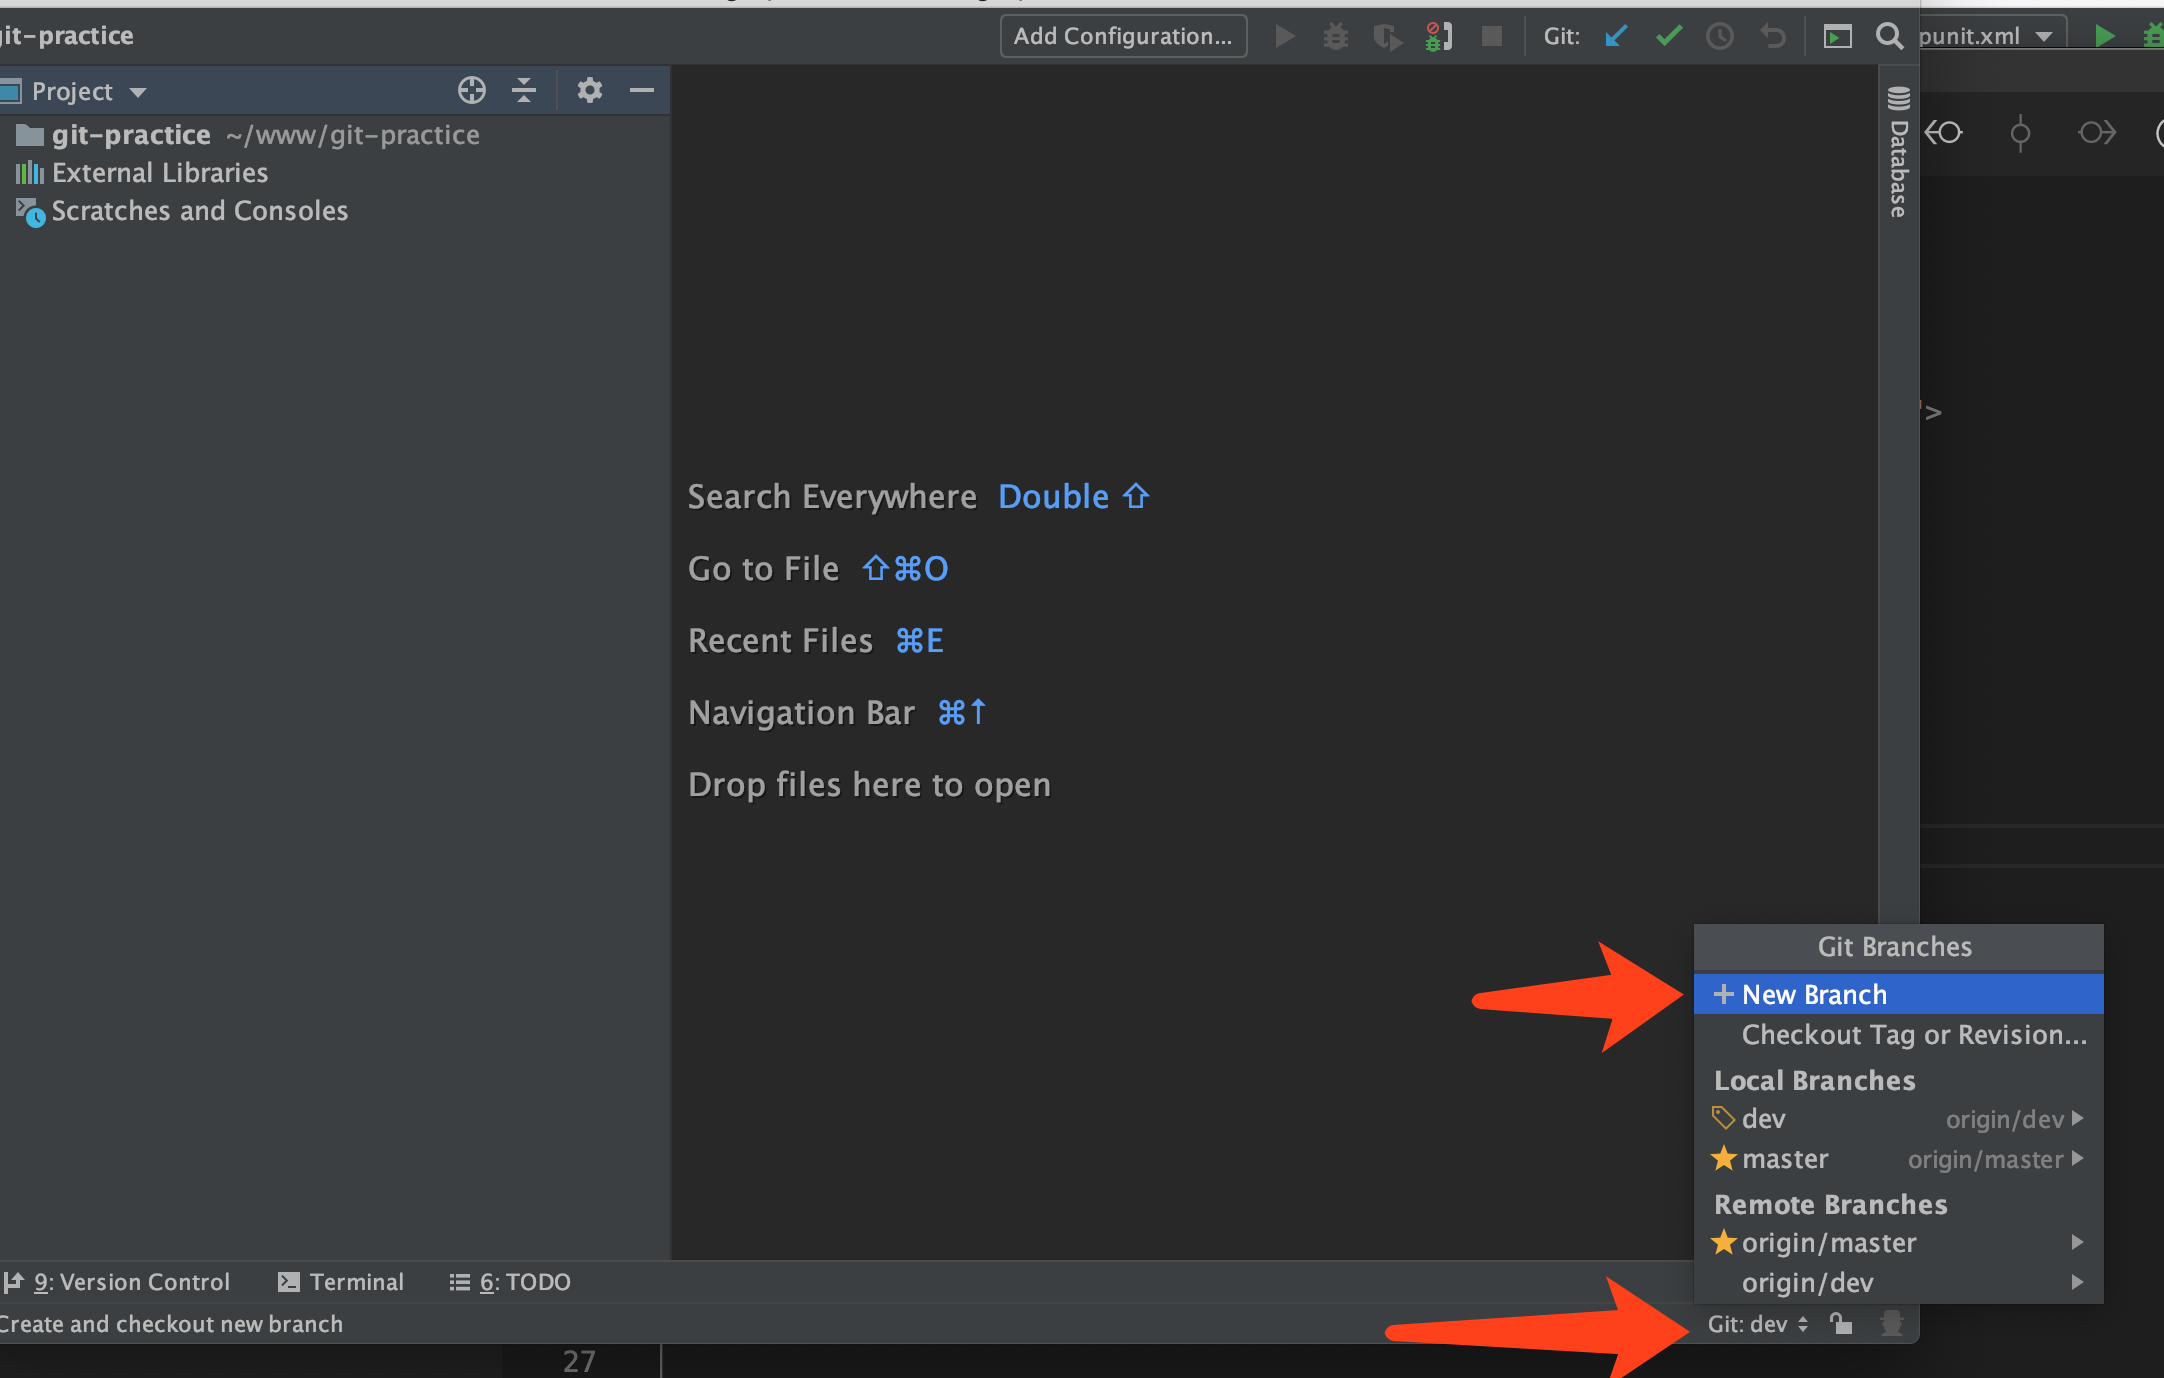 git-practice
Add Configuration...
Git:
punit.xml
Project
git-practice ~/www/git-practice
External Libraries
Scratches and Consoles
Database
">
Search Everywhere Double ⇧
Go to File ⇧⌘O
Recent Files ⌘E
Navigation Bar ⌘↑
Drop files here to open
Git Branches
New Branch
Checkout Tag or Revision...
Local Branches
dev origin/dev
master origin/master
Remote Branches
origin/master
origin/dev
9: Version Control
Terminal
6: TODO
Create and checkout new branch
Git: dev
27